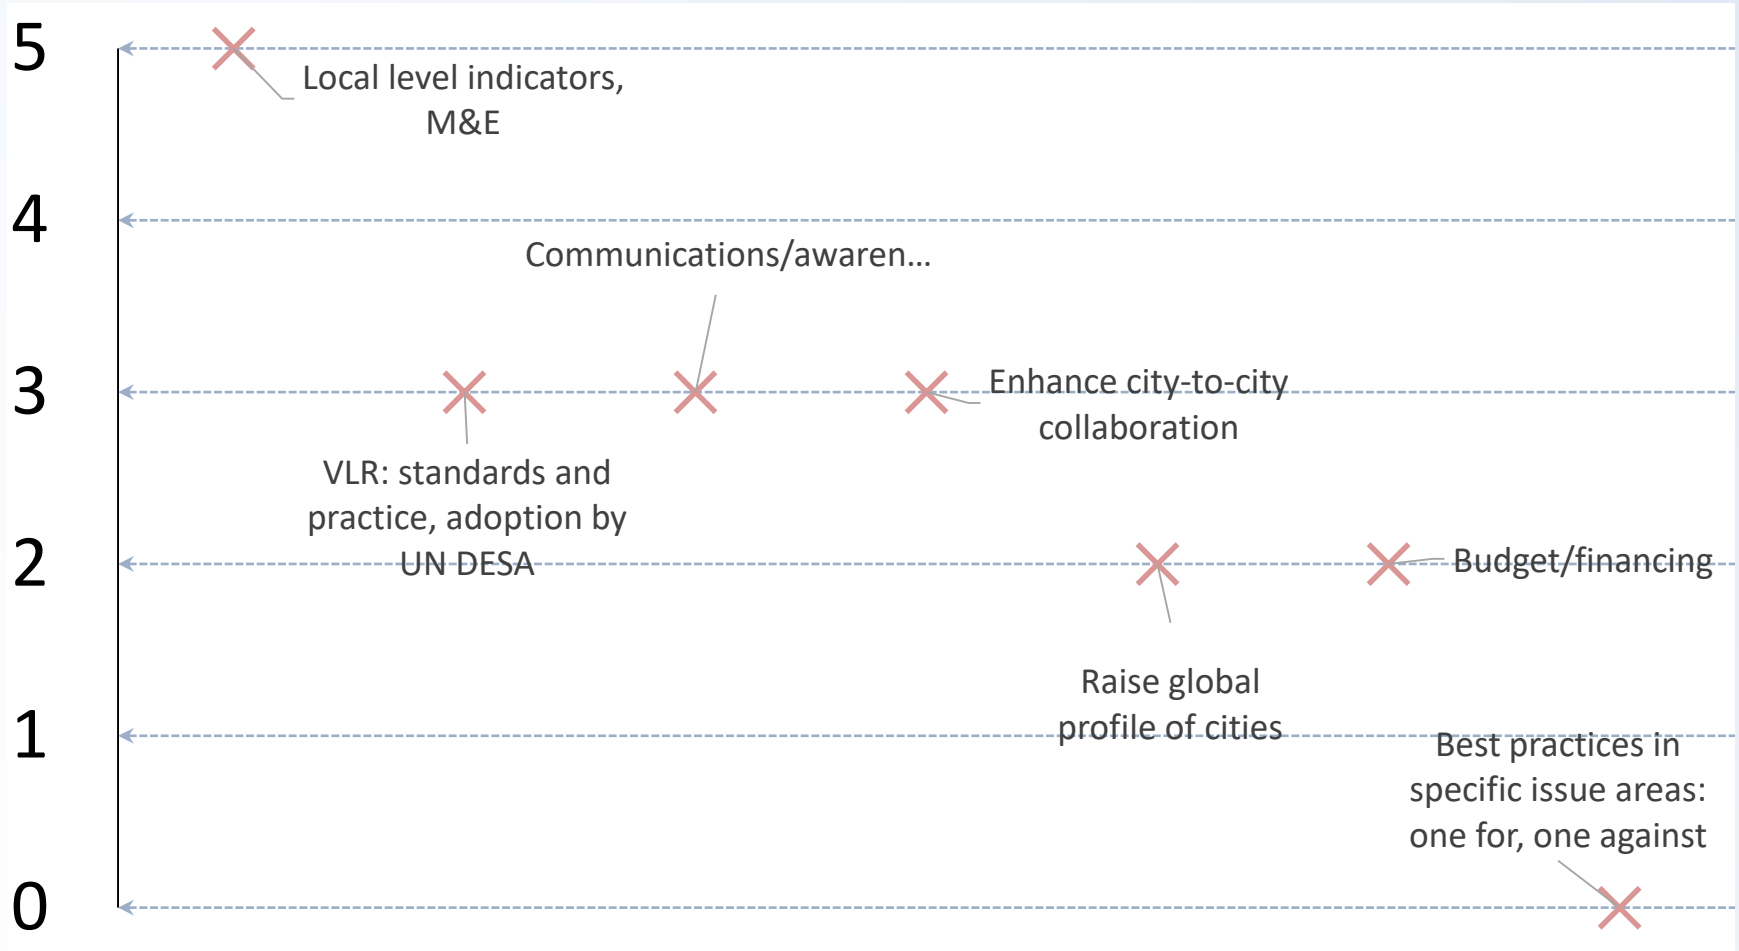 5
Local level indicators,
M&E
4
Communications/awaren...
3
Enhance city-to-city
collaboration
VLR: standards and
practice, adoption by
UN DESA
2
Budget/financing
Raise global
profile of cities
1
Best practices in
specific issue areas:
one for, one against
0